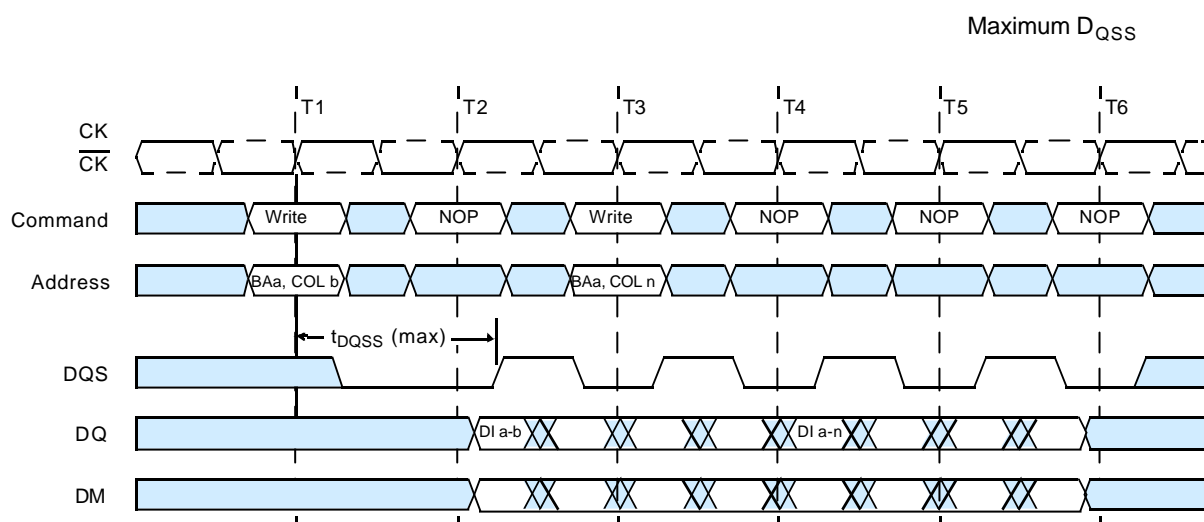 Maximum DQSS
T1 T2 T3 T4 T5 T6
CK
CK
Command Write NOP Write NOP NOP NOP
Address BAa, COL b BAa, COL n
tDQSS (max)
DQS
DQ DI a-b DI a-n
DM